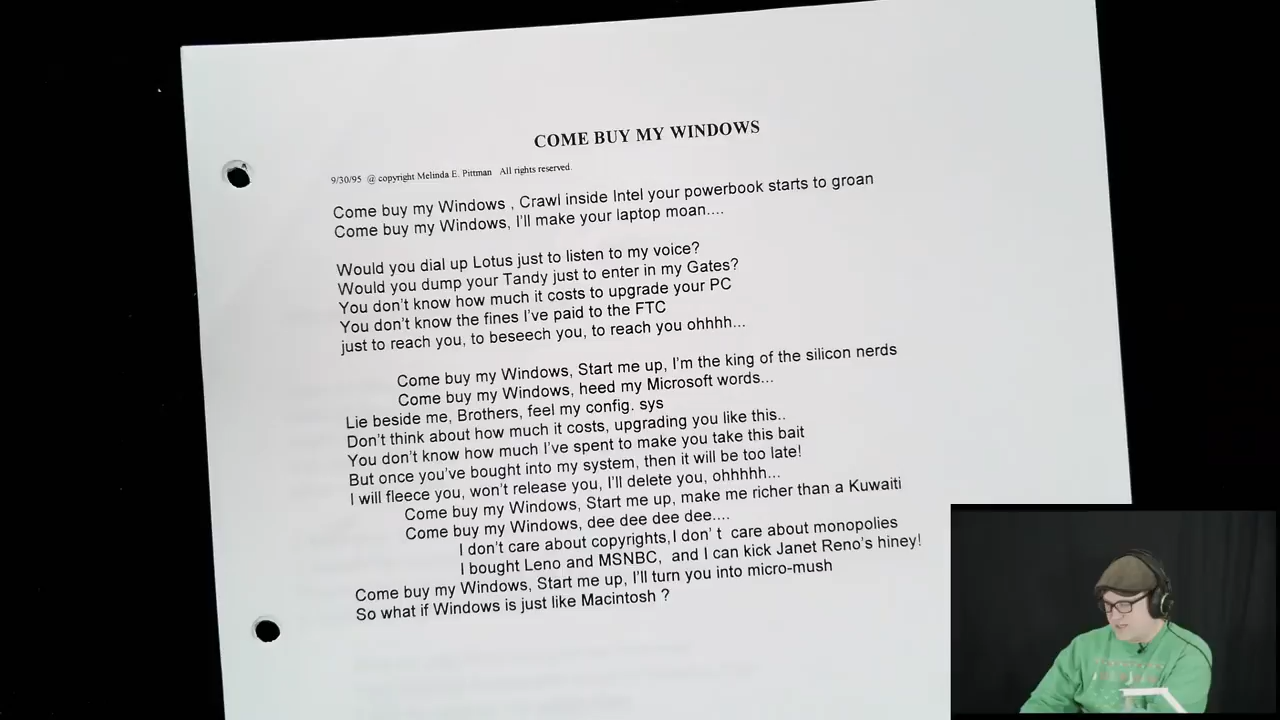 COME BUY MY WINDOWS
9/30/95 @ copyright Melinda E. Pittman All rights reserved.
Come buy my Windows , Crawl inside Intel your powerbook starts to groan
Come buy my Windows, I'll make your laptop moan....
Would you dial up Lotus just to listen to my voice?
Would you dump your Tandy just to enter in my Gates?
You don't know how much it costs to upgrade your PC
You don't know the fines I've paid to the FTC
just to reach you, to beseech you, to reach you ohhhh...
Come buy my Windows, Start me up, I'm the king of the silicon nerds
Come buy my Windows, heed my Microsoft words...
Lie beside me, Brothers, feel my config. sys
Don't think about how much it costs, upgrading you like this..
You don't know how much I've spent to make you take this bait
But once you've bought into my system, then it will be too late!
I will fleece you, won't release you, I'll delete you, ohhhhh...
Come buy my Windows, Start me up, make me richer than a Kuwaiti
Come buy my Windows, dee dee dee dee....
I don't care about copyrights, I don' t care about monopolies
I bought Leno and MSNBC, and I can kick Janet Reno's hiney!
Come buy my Windows, Start me up, I'll turn you into micro-mush
So what if Windows is just like Macintosh ?